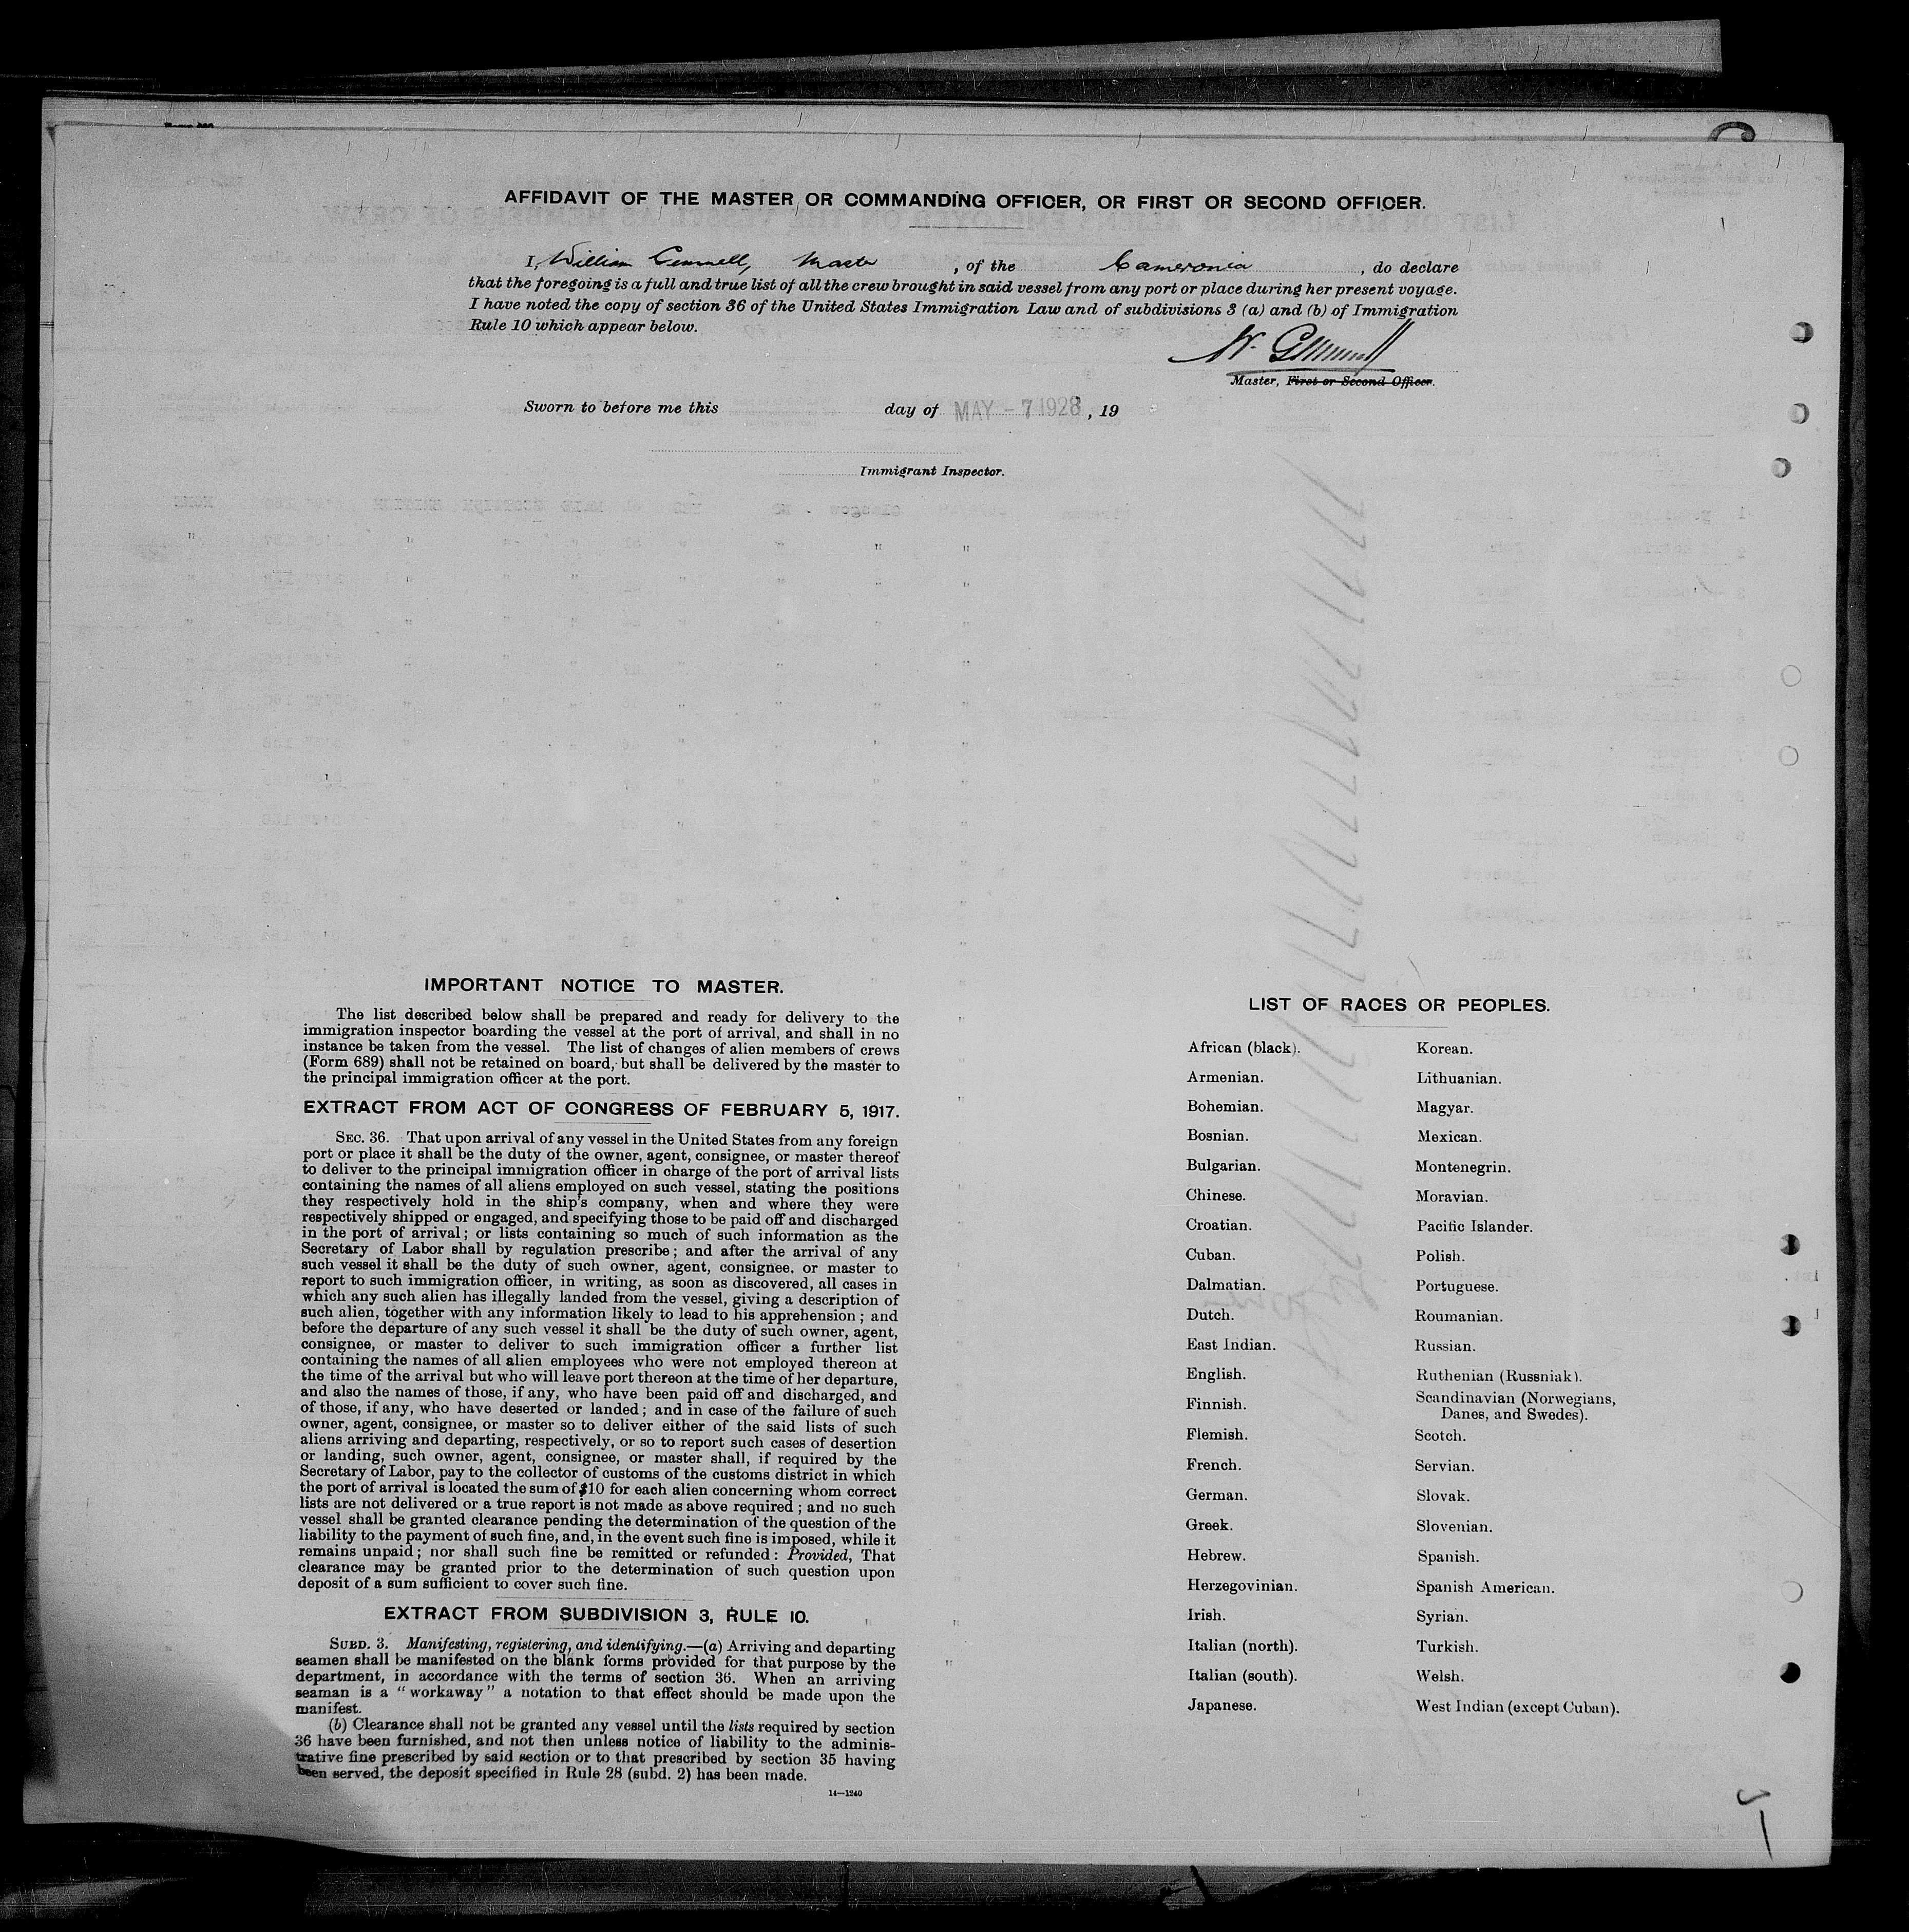 AFFIDAVIT OF THE MASTER OR COMMANDING OFFICER, OR FIRST OR SECOND OFFICER.
I, William Gemmell, Master, of the Cameronia, do declare
that the foregoing is a full and true list of all the crew brought in said vessel from any port or place during her present voyage.
I have noted the copy of section 36 of the United States Immigration Law and of subdivisions 3 (a) and (b) of Immigration
Rule 10 which appear below.
W. Gemmell
Master, First or Second Officer.
Sworn to before me this day of MAY - 7 1928, 19
Immigrant Inspector.
IMPORTANT NOTICE TO MASTER.
The list described below shall be prepared and ready for delivery to the
immigration inspector boarding the vessel at the port of arrival, and shall in no
instance be taken from the vessel. The list of changes of alien members of crews
(Form 689) shall not be retained on board, but shall be delivered by the master to
the principal immigration officer at the port.
EXTRACT FROM ACT OF CONGRESS OF FEBRUARY 5, 1917.
SEC. 36. That upon arrival of any vessel in the United States from any foreign
port or place it shall be the duty of the owner, agent, consignee, or master thereof
to deliver to the principal immigration officer in charge of the port of arrival lists
containing the names of all aliens employed on such vessel, stating the positions
they respectively hold in the ship's company, when and where they were
respectively shipped or engaged, and specifying those to be paid off and discharged
in the port of arrival; or lists containing so much of such information as the
Secretary of Labor shall by regulation prescribe; and after the arrival of any
such vessel it shall be the duty of such owner, agent, consignee, or master to
report to such immigration officer, in writing, as soon as discovered, all cases in
which any such alien has illegally landed from the vessel, giving a description of
such alien, together with any information likely to lead to his apprehension; and
before the departure of any such vessel it shall be the duty of such owner, agent,
consignee, or master to deliver to such immigration officer a further list
containing the names of all alien employees who were not employed thereon at
the time of the arrival but who will leave port thereon at the time of her departure,
and also the names of those, if any, who have been paid off and discharged, and
of those, if any, who have deserted or landed; and in case of the failure of such
owner, agent, consignee, or master so to deliver either of the said lists of such
aliens arriving and departing, respectively, or so to report such cases of desertion
or landing, such owner, agent, consignee, or master shall, if required by the
Secretary of Labor, pay to the collector of customs of the customs district in which
the port of arrival is located the sum of $10 for each alien concerning whom correct
lists are not delivered or a true report is not made as above required; and no such
vessel shall be granted clearance pending the determination of the question of the
liability to the payment of such fine, and, in the event such fine is imposed, while it
remains unpaid; nor shall such fine be remitted or refunded: Provided, That
clearance may be granted prior to the determination of such question upon
deposit of a sum sufficient to cover such fine.
EXTRACT FROM SUBDIVISION 3, RULE 10.
SUBD. 3. Manifesting, registering, and identifying.—(a) Arriving and departing
seamen shall be manifested on the blank forms provided for that purpose by the
department, in accordance with the terms of section 36. When an arriving
seaman is a "workaway" a notation to that effect should be made upon the
manifest.
(b) Clearance shall not be granted any vessel until the lists required by section
36 have been furnished, and not then unless notice of liability to the adminis-
trative fine prescribed by said section or to that prescribed by section 35 having
been served, the deposit specified in Rule 28 (subd. 2) has been made.
14—1240
LIST OF RACES OR PEOPLES.
African (black).
Armenian.
Bohemian.
Bosnian.
Bulgarian.
Chinese.
Croatian.
Cuban.
Dalmatian.
Dutch.
East Indian.
English.
Finnish.
Flemish.
French.
German.
Greek.
Hebrew.
Herzegovinian.
Irish.
Italian (north).
Italian (south).
Japanese.
Korean.
Lithuanian.
Magyar.
Mexican.
Montenegrin.
Moravian.
Pacific Islander.
Polish.
Portuguese.
Roumanian.
Russian.
Ruthenian (Russniak).
Scandinavian (Norwegians,
Danes, and Swedes).
Scotch.
Servian.
Slovak.
Slovenian.
Spanish.
Spanish American.
Syrian.
Turkish.
Welsh.
West Indian (except Cuban).